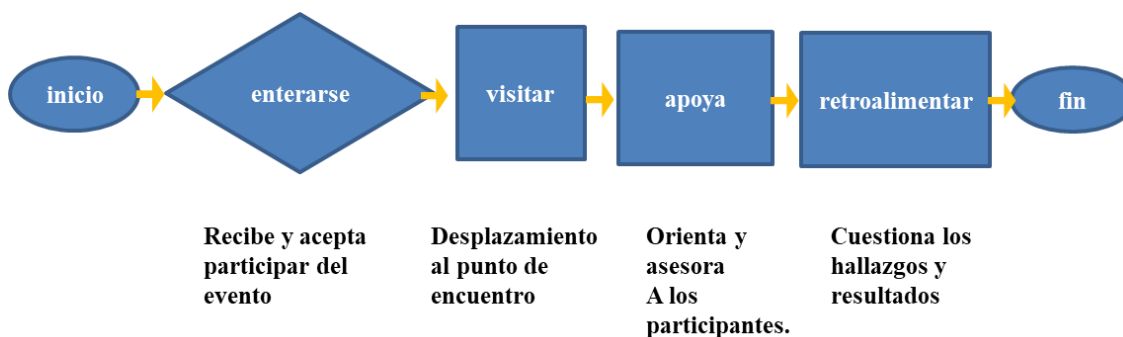 inicio
enterarse
visitar
apoya
retroalimentar
fin
Recibe y acepta
participar del
evento
Desplazamiento
al punto de
encuentro
Orienta y
asesora
A los
participantes.
Cuestiona los
hallazgos y
resultados